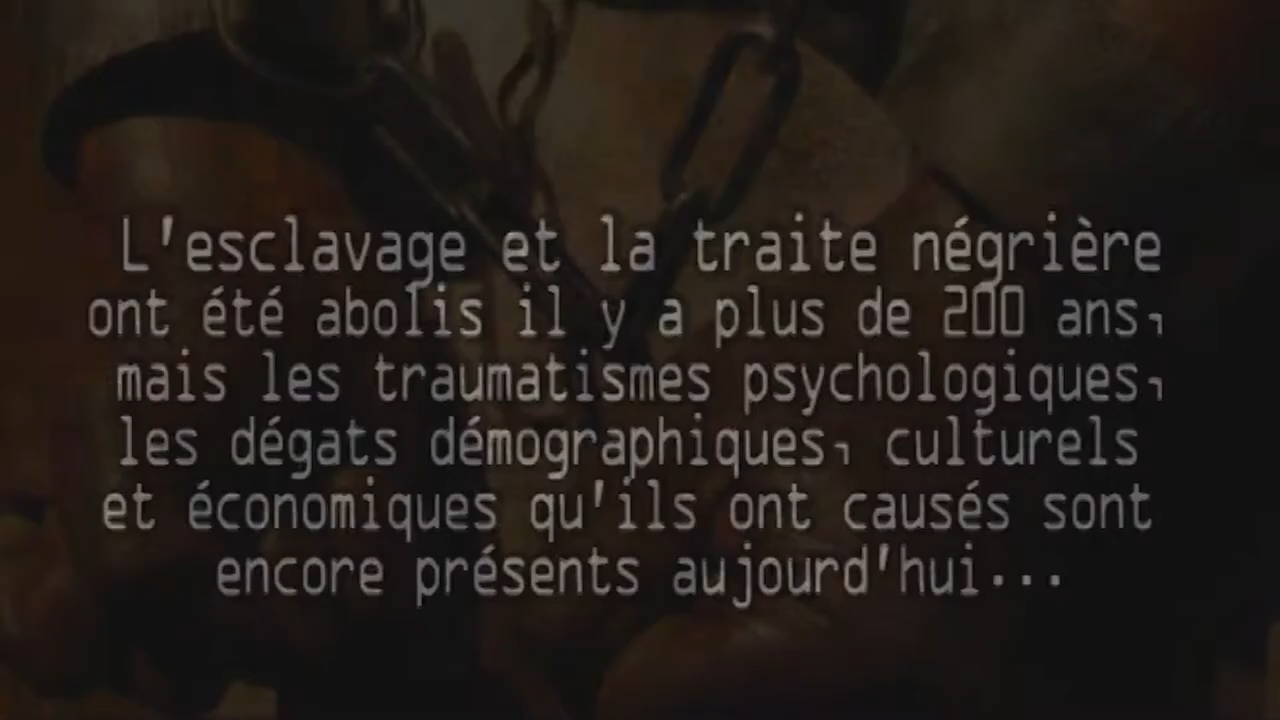 L'esclavage et la traite négrière
ont été abolis il y a plus de 200 ans,
mais les traumatismes psychologiques,
les dégats démographiques, culturels
et économiques qu'ils ont causés sont
encore présents aujourd'hui...